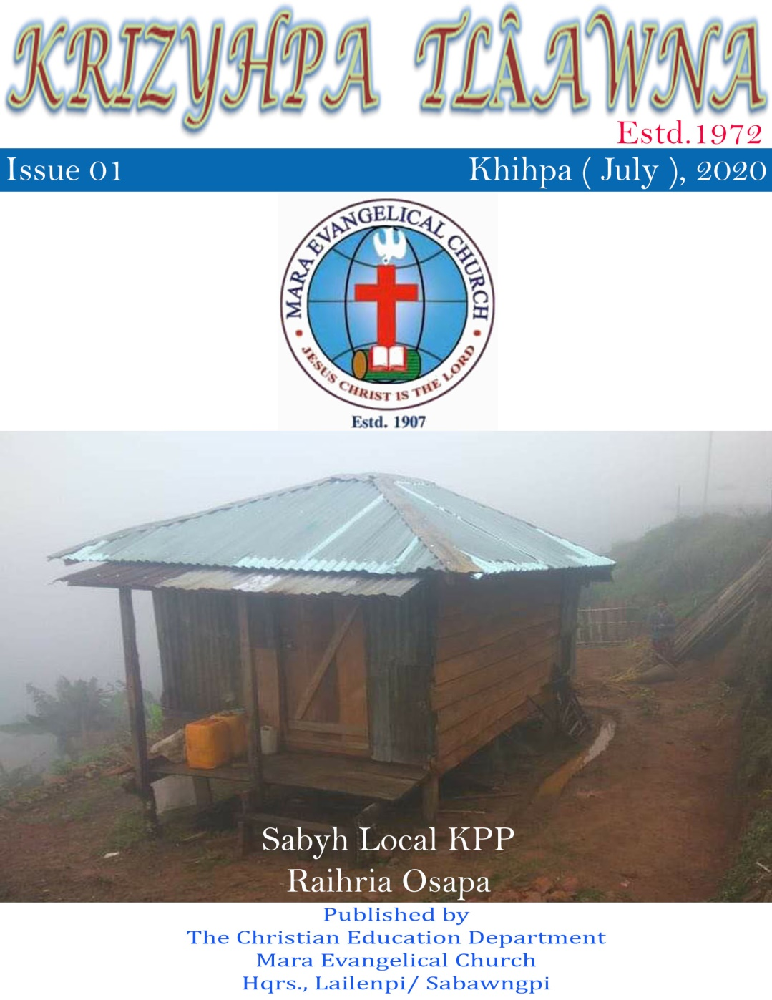 KRIZYHPA TLÂAWNA
Estd.1972
Issue 01 Khihpa ( July ), 2020
MARA EVANGELICAL CHURCH
JESUS CHRIST IS THE LORD
Estd. 1907
Sabyh Local KPP
Raihria Osapa
Published by
The Christian Education Department
Mara Evangelical Church
Hqrs., Lailenpi/ Sabawngpi